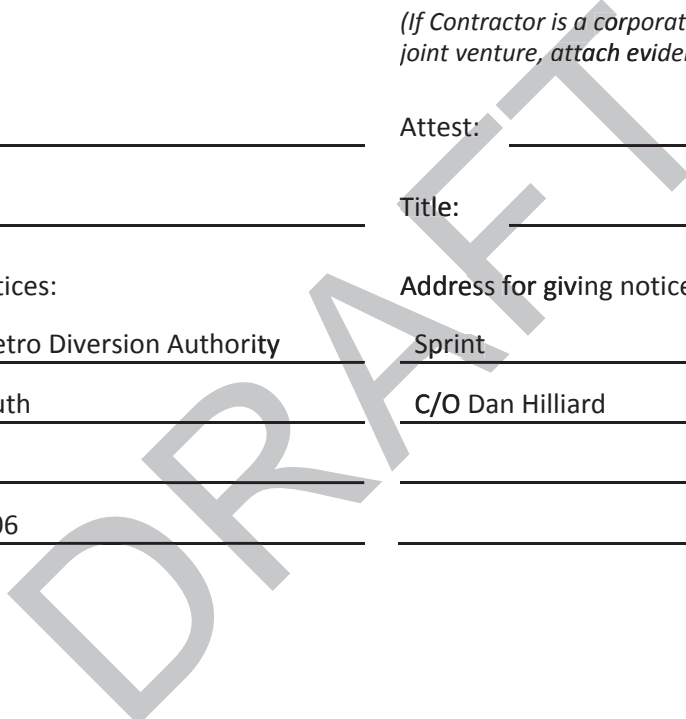 (If Contractor is a corporat
joint venture, attach evide
Attest:
Title:
tices:
etro Diversion Authority
uth
06
Address for giving notice
Sprint
C/O Dan Hilliard
DRAFT